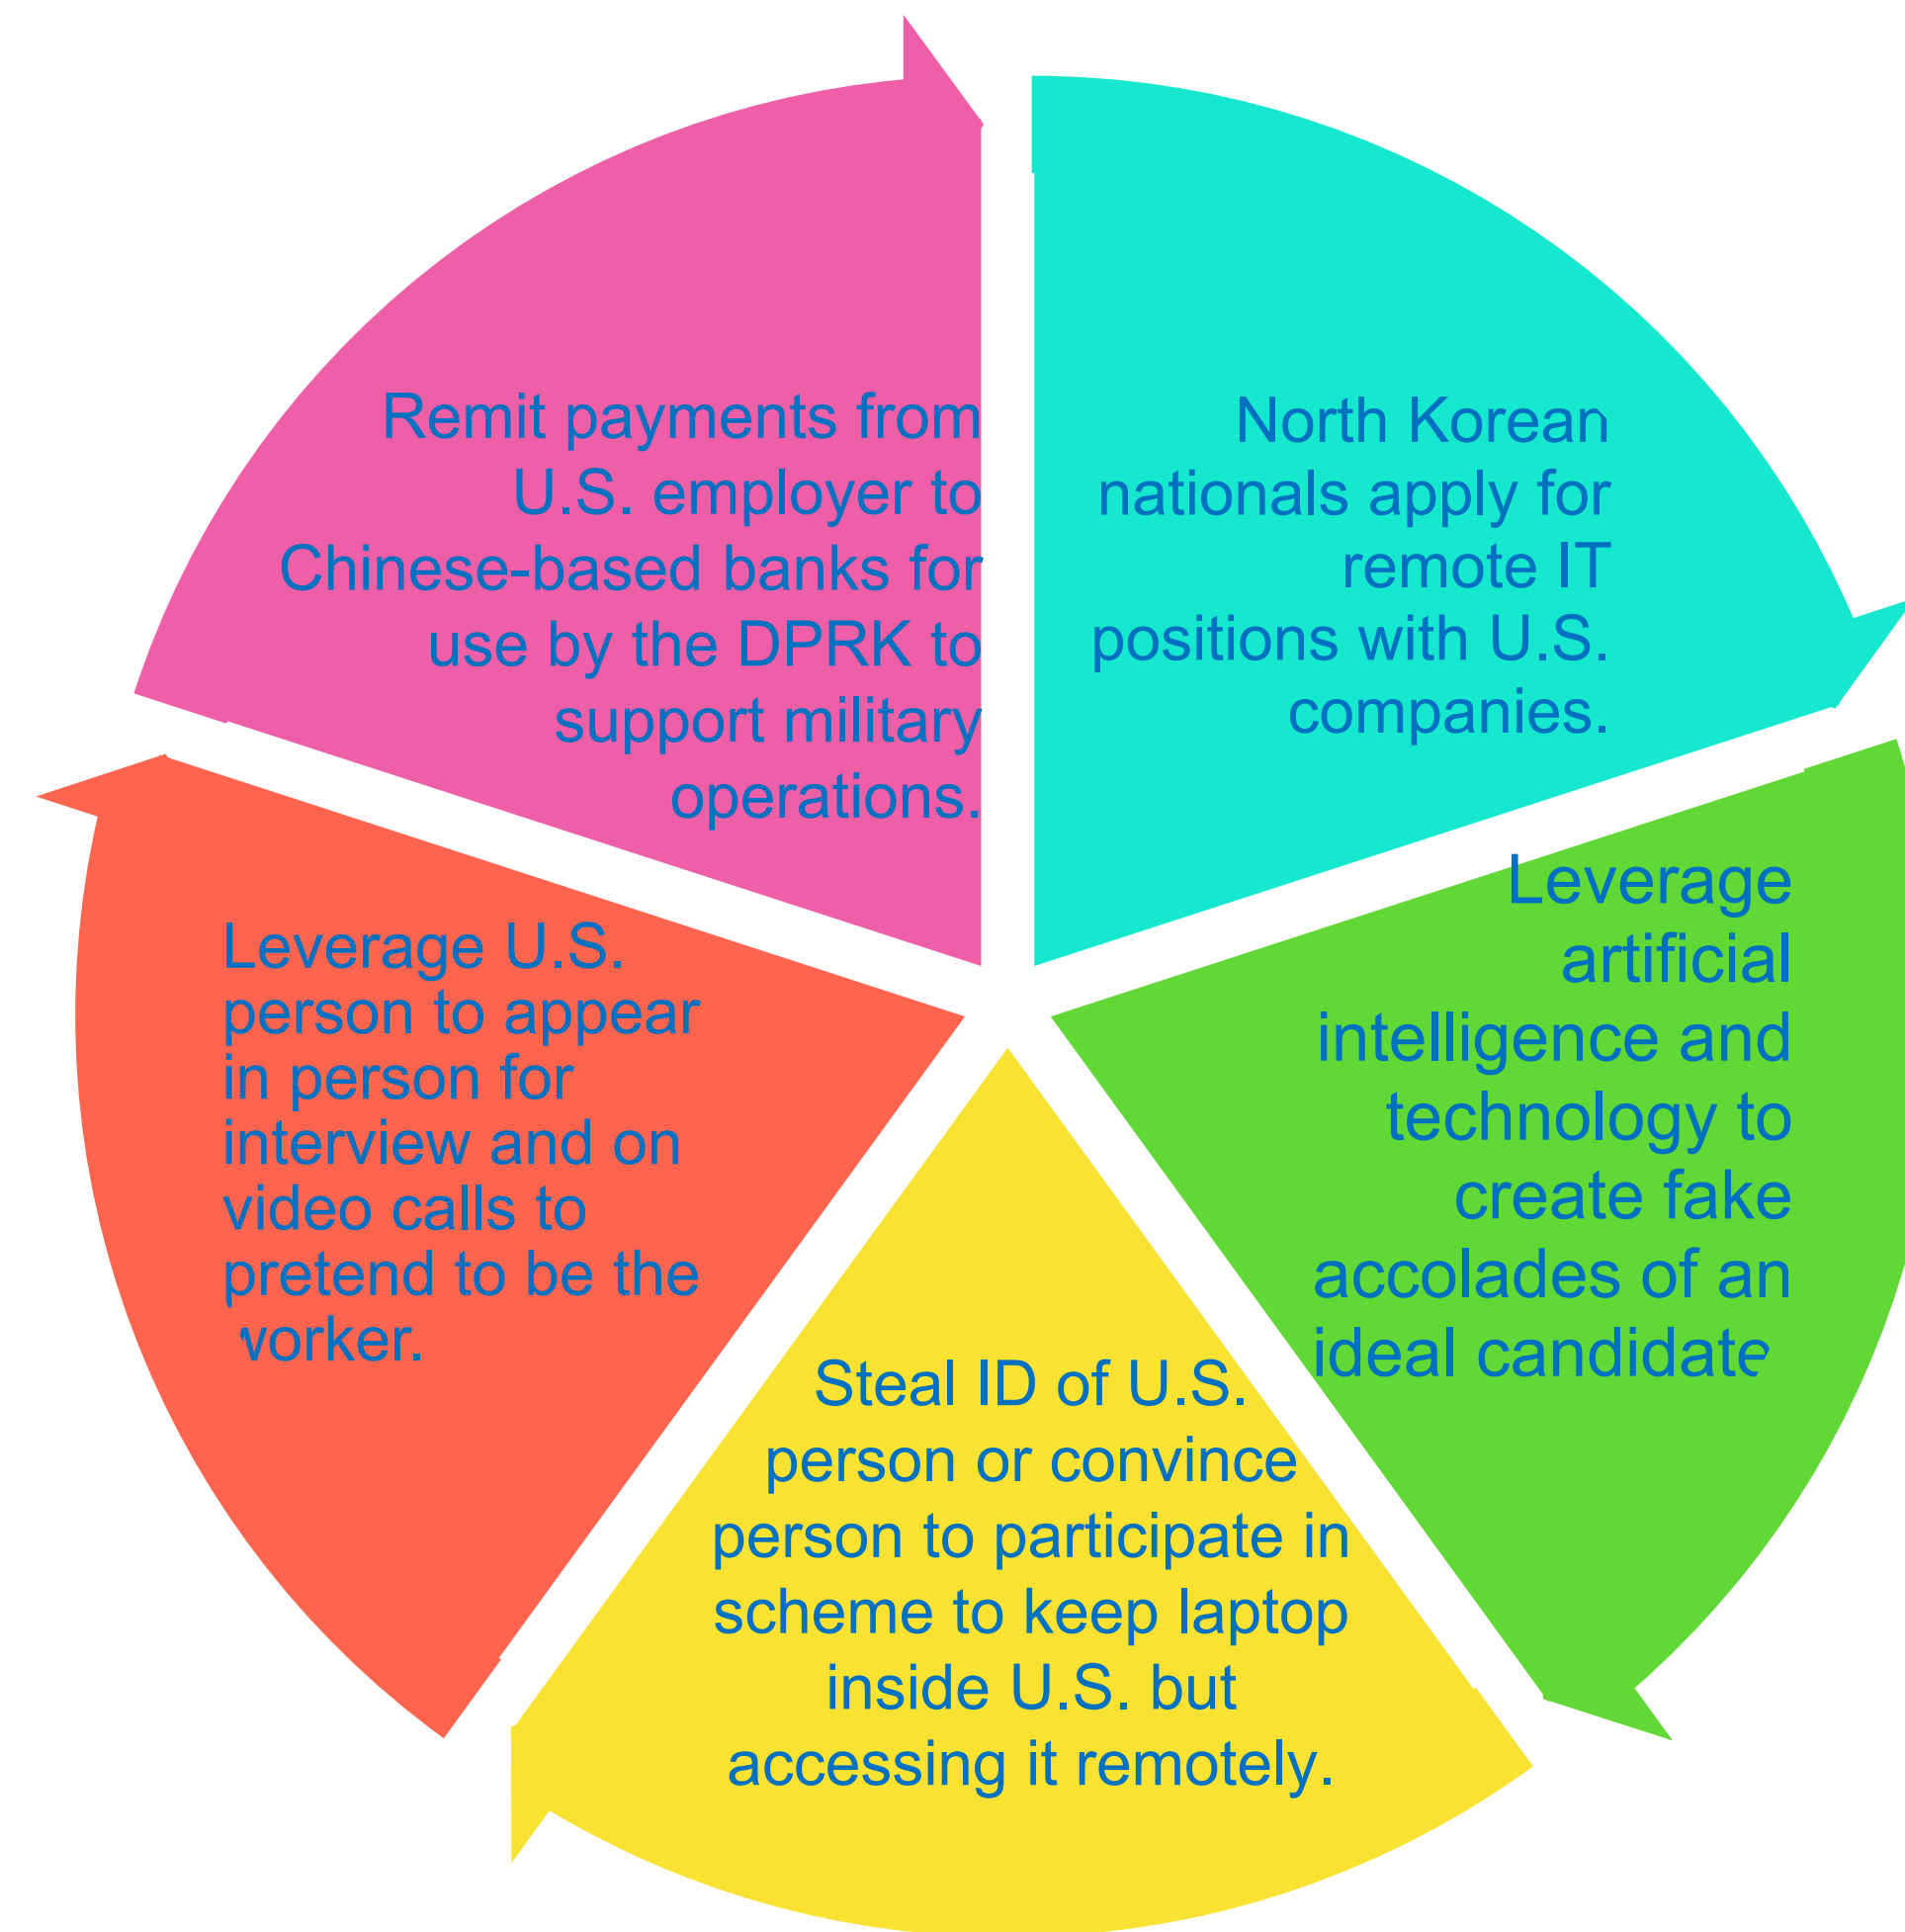 North Korean
nationals apply for
remote IT
positions with U.S.
companies.
Leverage
artificial
intelligence and
technology to
create fake
accolades of an
ideal candidate
Steal ID of U.S.
person or convince
person to participate in
scheme to keep laptop
inside U.S. but
accessing it remotely.
Leverage U.S.
person to appear
in person for
interview and on
video calls to
pretend to be the
worker.
Remit payments from
U.S. employer to
Chinese-based banks for
use by the DPRK to
support military
operations.